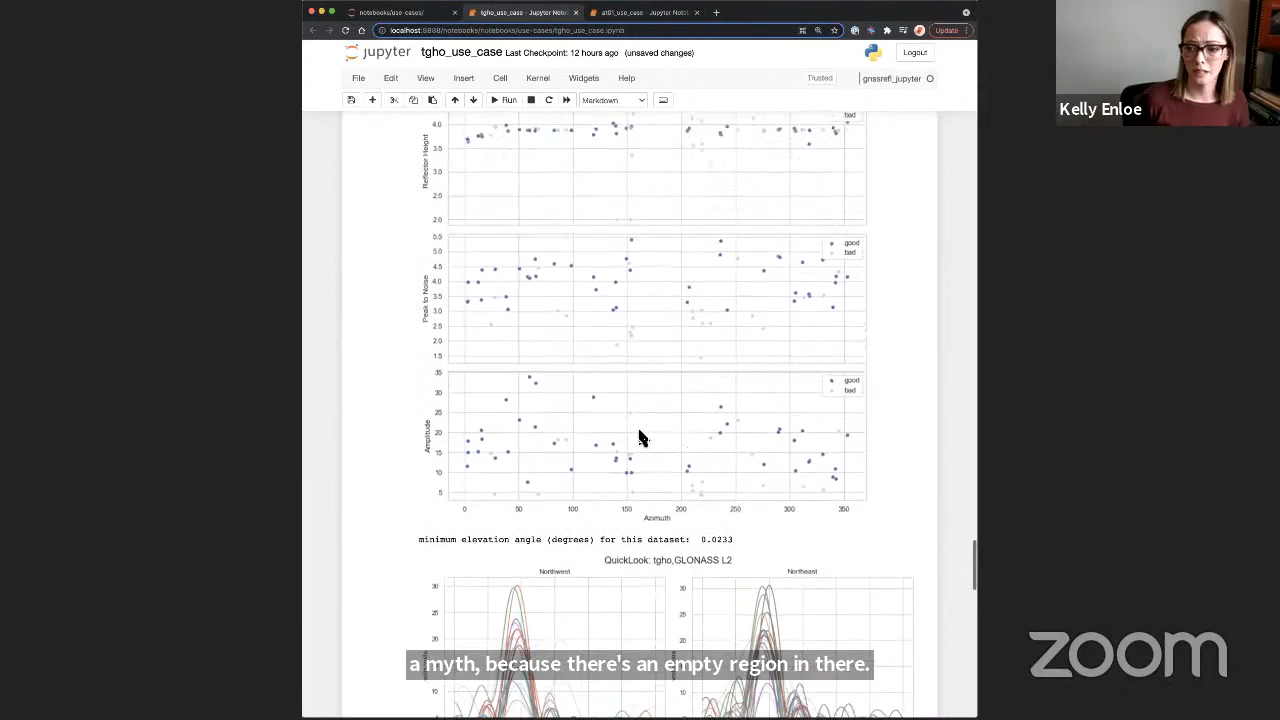 notebooks/use-cases/
tgho_use_case - Jupyter Note
at01_use_case - Jupyter Note
localhost:8888/notebooks/notebooks/use-cases/tgho_use_case.ipynb
Update
jupyter tgho_use_case Last Checkpoint: 12 hours ago (unsaved changes)
Logout
File Edit View Insert Cell Kernel Widgets Help
Trusted
gnssrefl_jupyter
Run
Markdown
Kelly Enloe
bad
4.0
3.5
3.0
2.5
2.0
Reflector Height
good
bad
5.5
5.0
4.5
4.0
3.5
3.0
2.5
2.0
1.5
Peak to Noise
good
bad
35
30
25
20
15
10
5
Amplitude
0 50 100 150 200 250 300 350
Azimuth
minimum elevation angle (degrees) for this dataset: 0.0233
QuickLook: tgho,GLONASS L2
Northwest
Northeast
30
25
20
10
30
25
20
10
a myth, because there's an empty region in there.
zoom